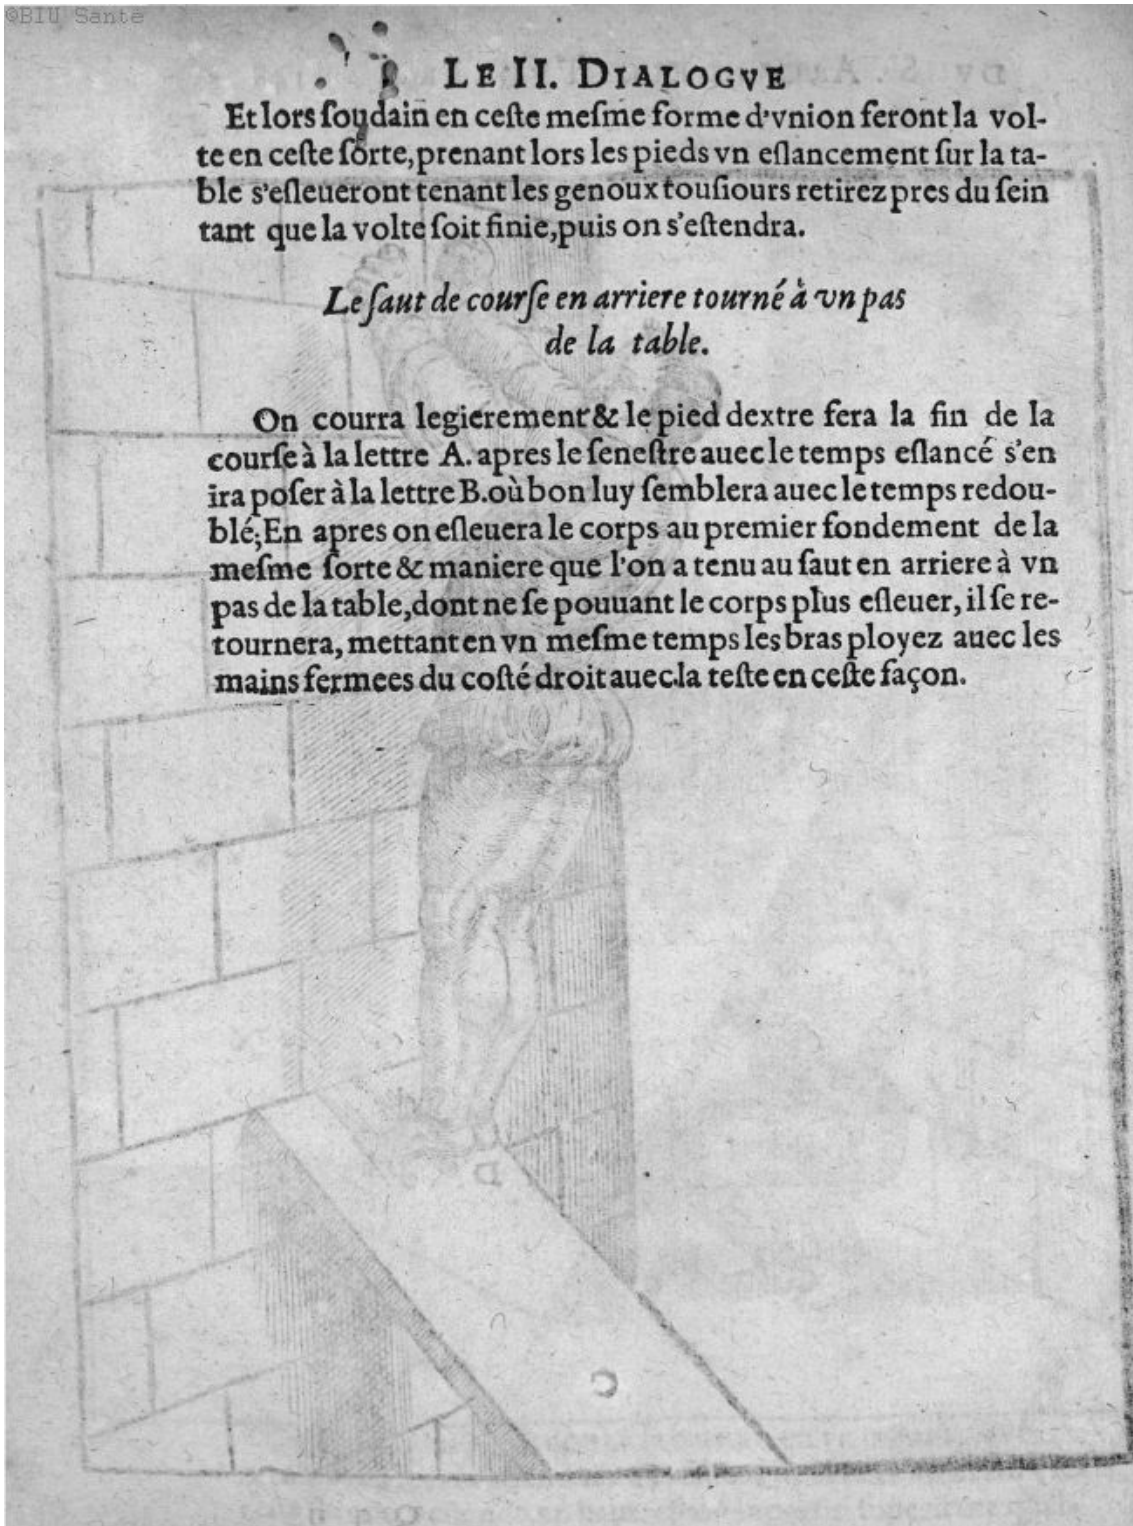 ©BIU Sante
LE II. DIALOGVE
Et lors ſoudain en ceſte meſme forme d'vnion feront la vol-
te en ceſte ſorte, prenant lors les pieds vn eſlancement ſur la ta-
ble s'eſleueront tenant les genoux touſiours retirez pres du ſein
tant que la volte ſoit finie, puis on s'eſtendra.
Le ſaut de courſe en arriere tourné à vn pas
de la table.
On courra legierement & le pied dextre fera la fin de la
courſe à la lettre A. apres le ſeneſtre auec le temps eſlancé s'en
ira poſer à la lettre B. où bon luy ſemblera auec le temps redou-
blé; En apres on eſleuera le corps au premier fondement de la
meſme ſorte & maniere que l'on a tenu au ſaut en arriere à vn
pas de la table, dont ne ſe pouuant le corps plus eſleuer, il ſe re-
tournera, mettant en vn meſme temps les bras ployez auec les
mains fermees du coſté droit auec la teſte en ceſte façon.
D
C